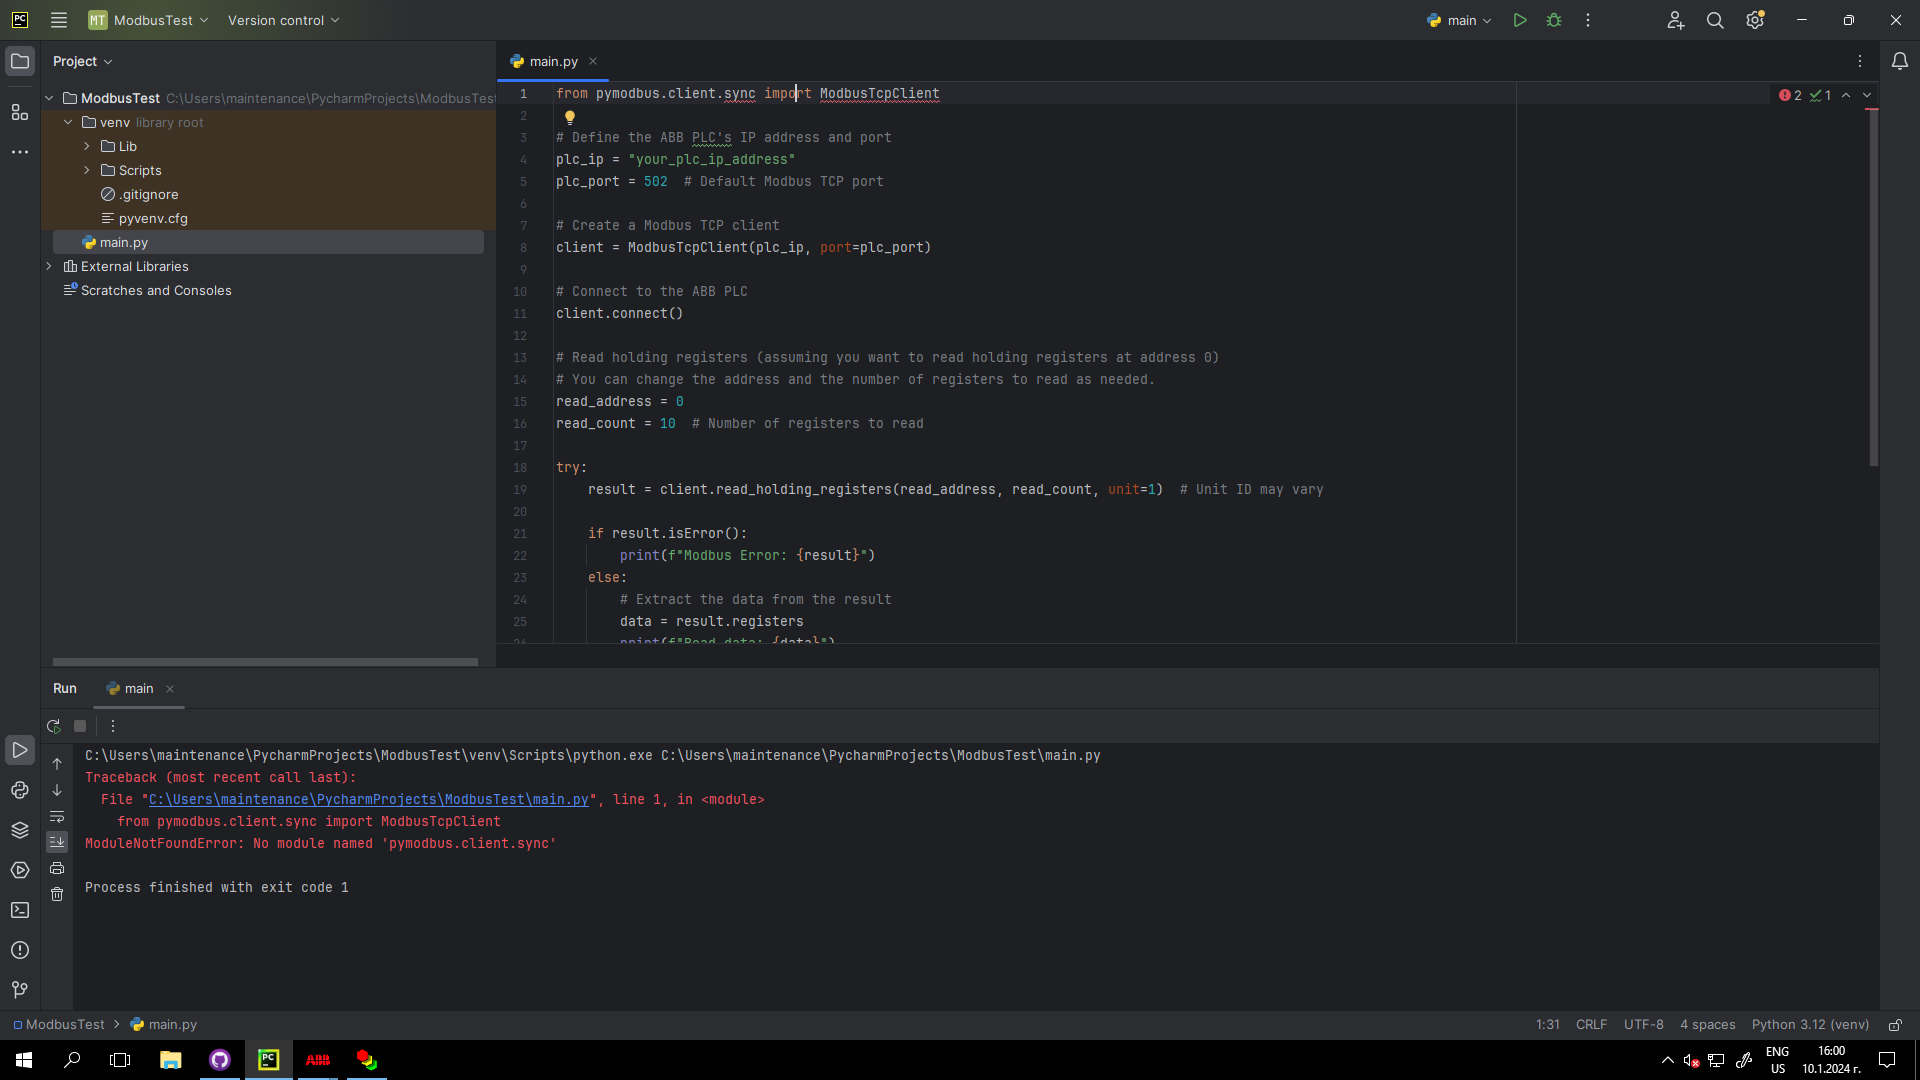 PC
MT ModbusTest
Version control
main
Project
main.py
ModbusTest C:\Users\maintenance\PycharmProjects\ModbusTest
venv library root
Lib
Scripts
.gitignore
pyvenv.cfg
main.py
External Libraries
Scratches and Consoles
2 1
1 from pymodbus.client.sync import ModbusTcpClient
2
3 # Define the ABB PLC's IP address and port
4 plc_ip = "your_plc_ip_address"
5 plc_port = 502  # Default Modbus TCP port
6
7 # Create a Modbus TCP client
8 client = ModbusTcpClient(plc_ip, port=plc_port)
9
10 # Connect to the ABB PLC
11 client.connect()
12
13 # Read holding registers (assuming you want to read holding registers at address 0)
14 # You can change the address and the number of registers to read as needed.
15 read_address = 0
16 read_count = 10  # Number of registers to read
17
18 try:
19     result = client.read_holding_registers(read_address, read_count, unit=1)  # Unit ID may vary
20
21     if result.isError():
22         print(f"Modbus Error: {result}")
23     else:
24         # Extract the data from the result
25         data = result.registers
26         print(f"Read data: {data}")
Run
main
C:\Users\maintenance\PycharmProjects\ModbusTest\venv\Scripts\python.exe C:\Users\maintenance\PycharmProjects\ModbusTest\main.py
Traceback (most recent call last):
  File "C:\Users\maintenance\PycharmProjects\ModbusTest\main.py", line 1, in <module>
    from pymodbus.client.sync import ModbusTcpClient
ModuleNotFoundError: No module named 'pymodbus.client.sync'
Process finished with exit code 1
ModbusTest > main.py
1:31 CRLF UTF-8 4 spaces Python 3.12 (venv)
PC
ABB
ENG
US
16:00
10.1.2024 г.